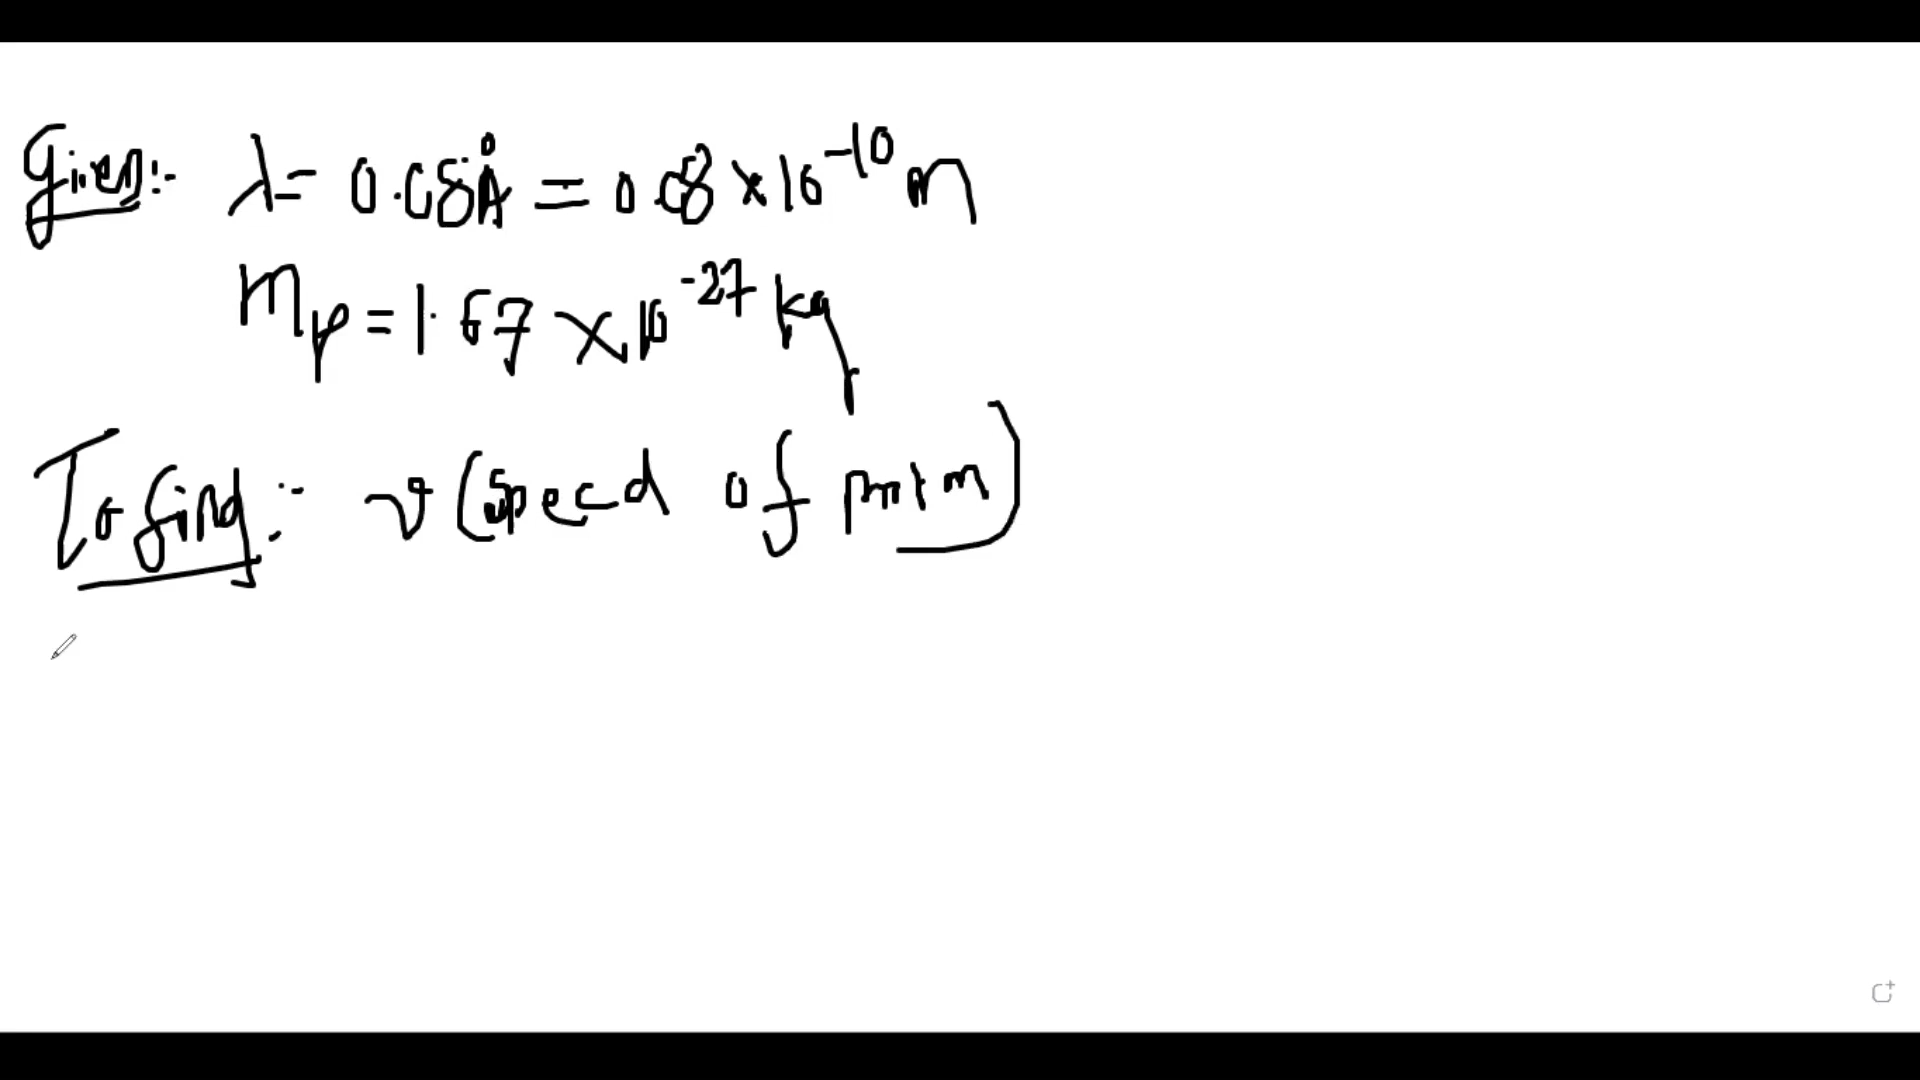 Given:- λ = 0.08Å = 0.08 × 10⁻¹⁰ m
mₚ = 1.67 × 10⁻²⁷ kg
To find:- v (speed of proton)